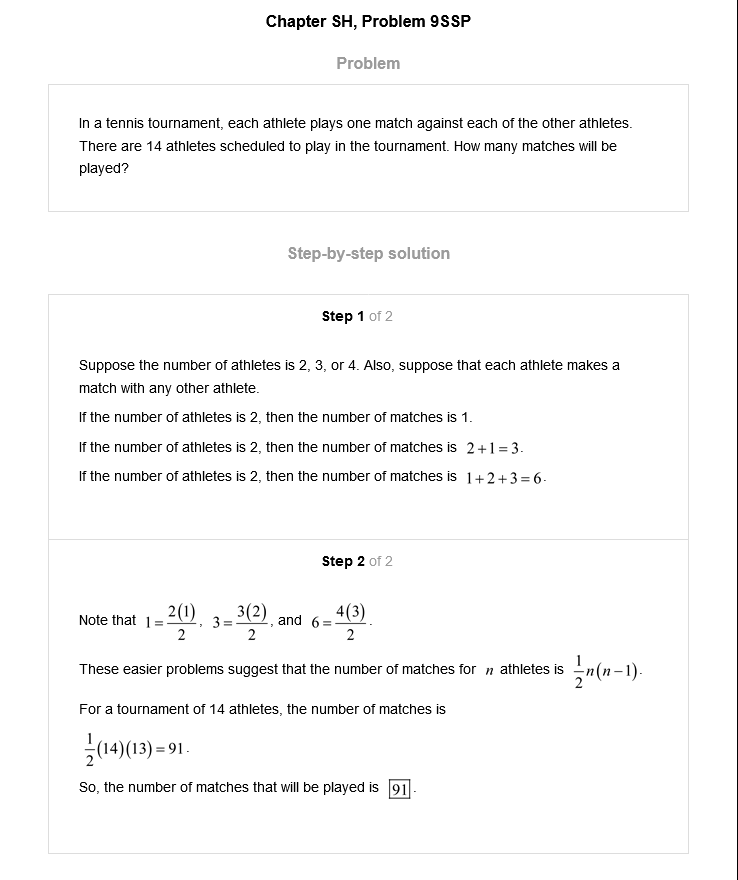 Chapter SH, Problem 9SSP
Problem
In a tennis tournament, each athlete plays one match against each of the other athletes.
There are 14 athletes scheduled to play in the tournament. How many matches will be
played?
Step-by-step solution
Step 1 of 2
Suppose the number of athletes is 2, 3, or 4. Also, suppose that each athlete makes a
match with any other athlete.
If the number of athletes is 2, then the number of matches is 1.
If the number of athletes is 2, then the number of matches is 2+1=3.
If the number of athletes is 2, then the number of matches is 1+2+3=6.
Step 2 of 2
Note that 1=2(1)/2, 3=3(2)/2, and 6=4(3)/2.
These easier problems suggest that the number of matches for n athletes is 1/2 n(n−1).
For a tournament of 14 athletes, the number of matches is
1/2 (14)(13)=91.
So, the number of matches that will be played is 91.